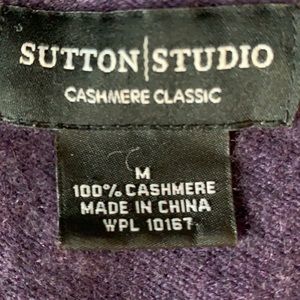 SUTTON|STUDIO
CASHMERE CLASSIC
M
100% CASHMERE
MADE IN CHINA
WPL 10167